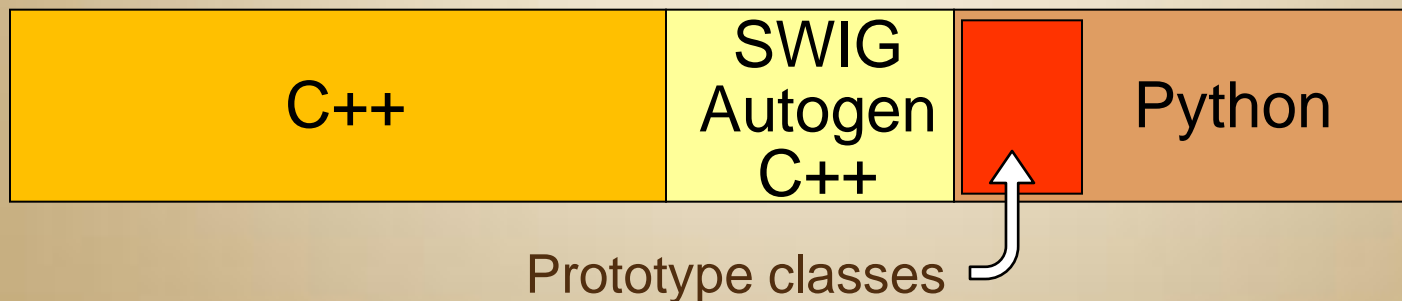 C++
SWIG
Autogen
C++
Python
Prototype classes